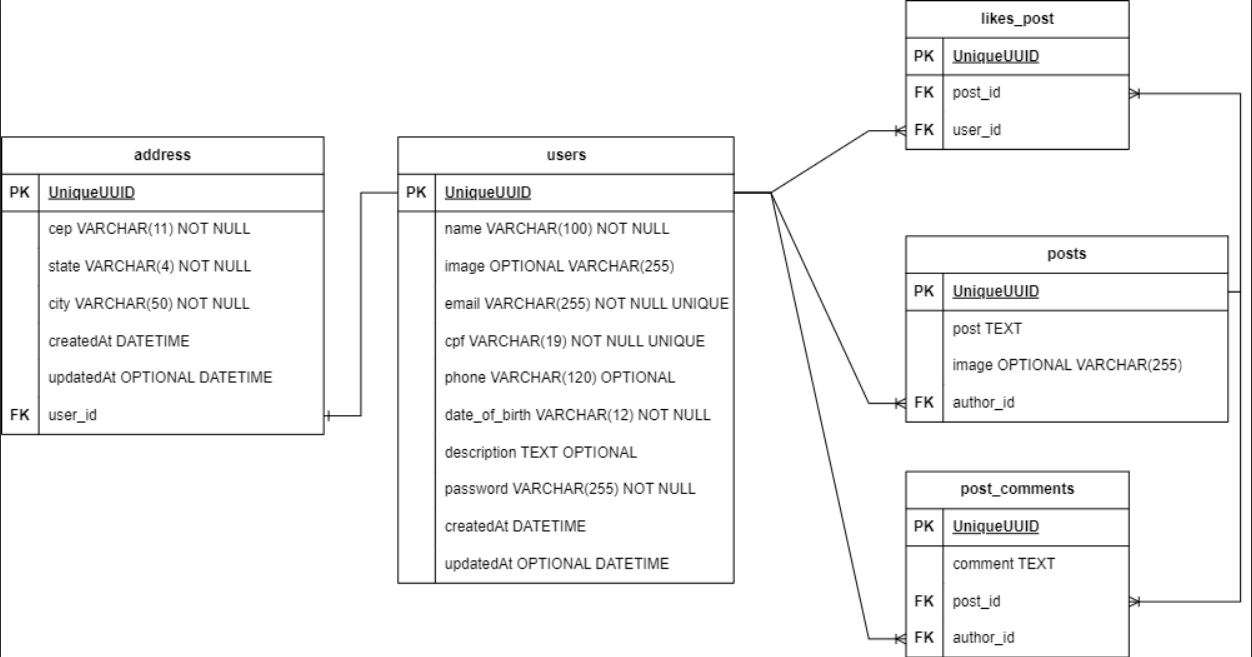 likes_post
PK UniqueUUID
FK post_id
FK user_id
address
PK UniqueUUID
cep VARCHAR(11) NOT NULL
state VARCHAR(4) NOT NULL
city VARCHAR(50) NOT NULL
createdAt DATETIME
updatedAt OPTIONAL DATETIME
FK user_id
users
PK UniqueUUID
name VARCHAR(100) NOT NULL
image OPTIONAL VARCHAR(255)
email VARCHAR(255) NOT NULL UNIQUE
cpf VARCHAR(19) NOT NULL UNIQUE
phone VARCHAR(120) OPTIONAL
date_of_birth VARCHAR(12) NOT NULL
description TEXT OPTIONAL
password VARCHAR(255) NOT NULL
createdAt DATETIME
updatedAt OPTIONAL DATETIME
posts
PK UniqueUUID
post TEXT
image OPTIONAL VARCHAR(255)
FK author_id
post_comments
PK UniqueUUID
comment TEXT
FK post_id
FK author_id